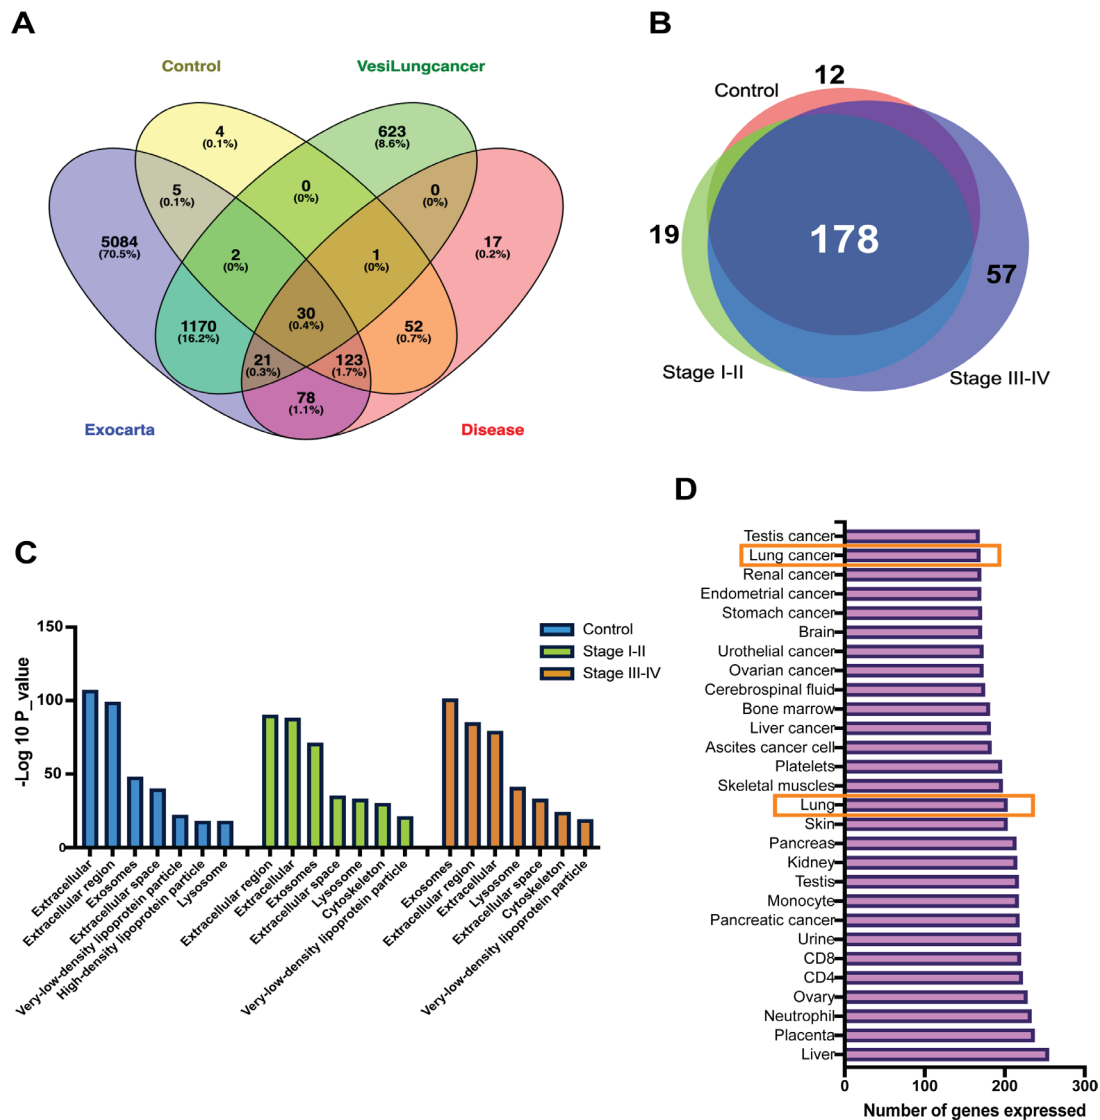 A
Control
VesiLungcancer
4
(0.1%)
623
(8.6%)
5
(0.1%)
0
(0%)
0
(0%)
5084
(70.5%)
2
(0%)
1
(0%)
17
(0.2%)
1170
(16.2%)
30
(0.4%)
52
(0.7%)
21
(0.3%)
123
(1.7%)
78
(1.1%)
Exocarta
Disease
B
12
Control
19
178
57
Stage I-II
Stage III-IV
C
-Log 10 P_value
150
100
50
0
Control
Stage I-II
Stage III-IV
Extracellular
Extracellular region
Exosomes
Extracellular space
Very-low-density lipoprotein particle
High-density lipoprotein particle
Lysosome
Extracellular region
Extracellular
Exosomes
Extracellular space
Lysosome
Cytoskeleton
Very-low-density lipoprotein particle
Exosomes
Extracellular region
Extracellular
Lysosome
Extracellular space
Cytoskeleton
Very-low-density lipoprotein particle
D
Testis cancer
Lung cancer
Renal cancer
Endometrial cancer
Stomach cancer
Brain
Urothelial cancer
Ovarian cancer
Cerebrospinal fluid
Bone marrow
Liver cancer
Ascites cancer cell
Platelets
Skeletal muscles
Lung
Skin
Pancreas
Kidney
Testis
Monocyte
Pancreatic cancer
Urine
CD8
CD4
Ovary
Neutrophil
Placenta
Liver
0 100 200 300
Number of genes expressed